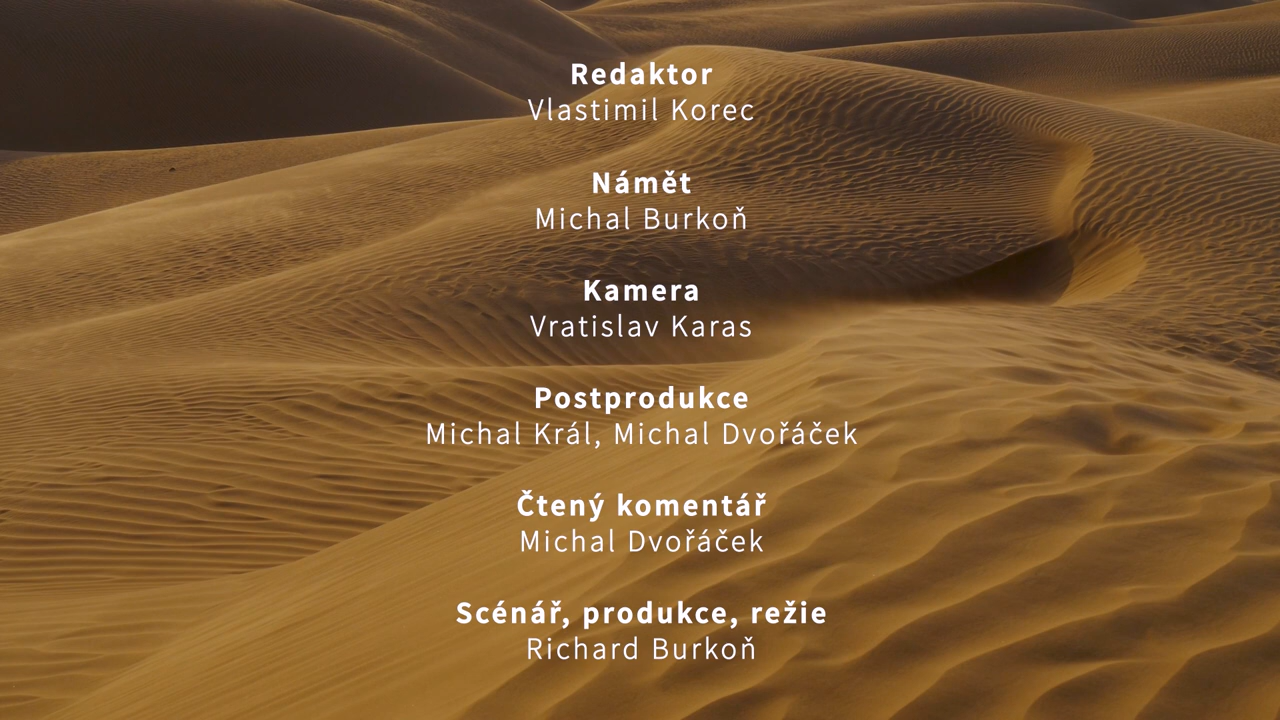 Redaktor
Vlastimil Korec
Námět
Michal Burkoň
Kamera
Vratislav Karas
Postprodukce
Michal Král, Michal Dvořáček
Čtený komentář
Michal Dvořáček
Scénář, produkce, režie
Richard Burkoň